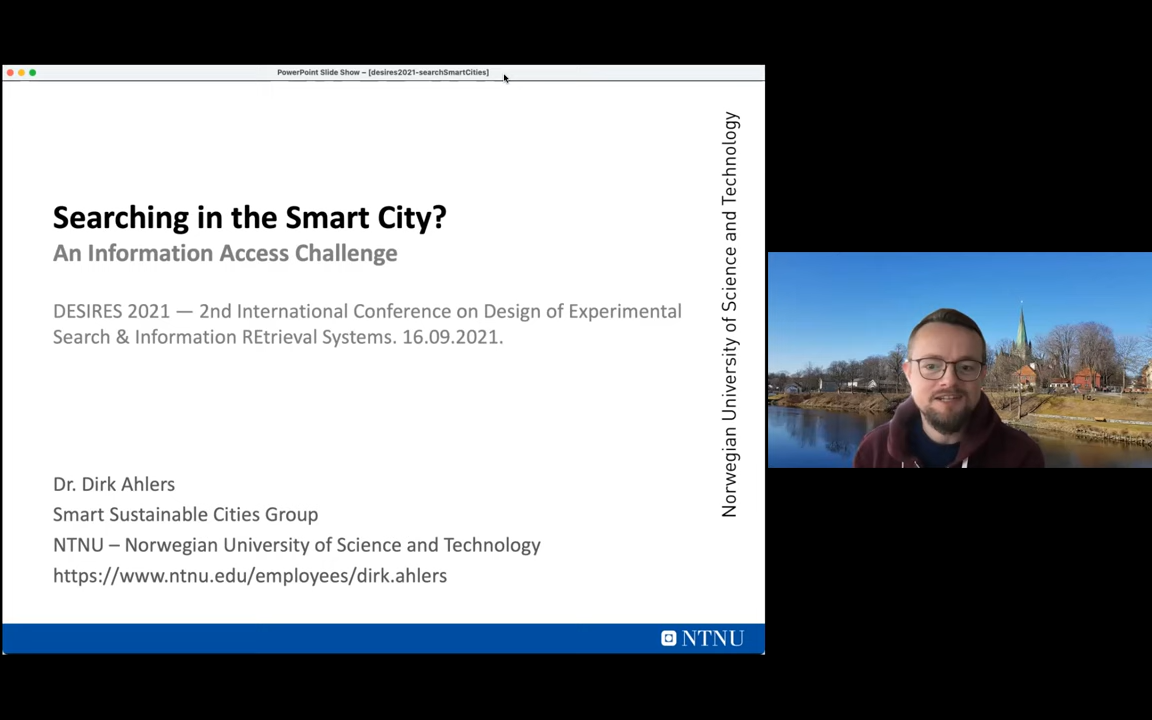 PowerPoint Slide Show – [desires2021-searchSmartCities]
Searching in the Smart City?
An Information Access Challenge
DESIRES 2021 — 2nd International Conference on Design of Experimental
Search & Information REtrieval Systems. 16.09.2021.
Dr. Dirk Ahlers
Smart Sustainable Cities Group
NTNU – Norwegian University of Science and Technology
https://www.ntnu.edu/employees/dirk.ahlers
Norwegian University of Science and Technology
NTNU